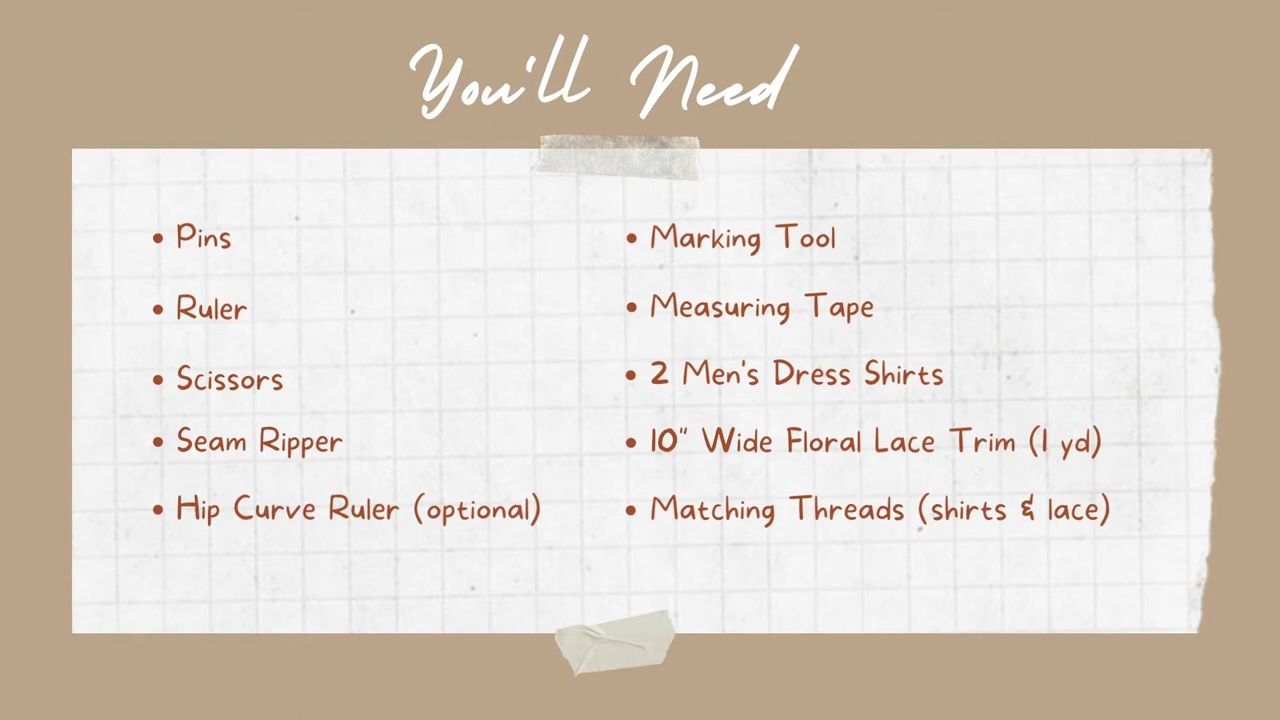 You'll Need
• Pins
• Ruler
• Scissors
• Seam Ripper
• Hip Curve Ruler (optional)
• Marking Tool
• Measuring Tape
• 2 Men's Dress Shirts
• 10" Wide Floral Lace Trim (1 yd)
• Matching Threads (shirts & lace)